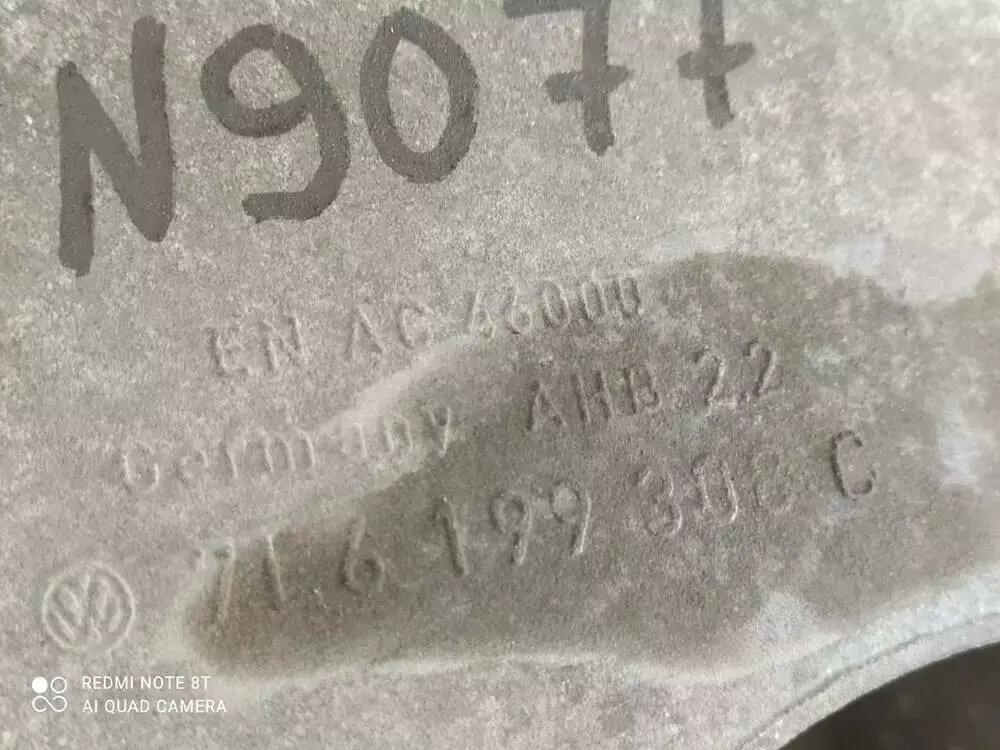 N9077
EN AC 46000
Germany AHB 22
7L6 199 308 C
REDMI NOTE 8T
AI QUAD CAMERA